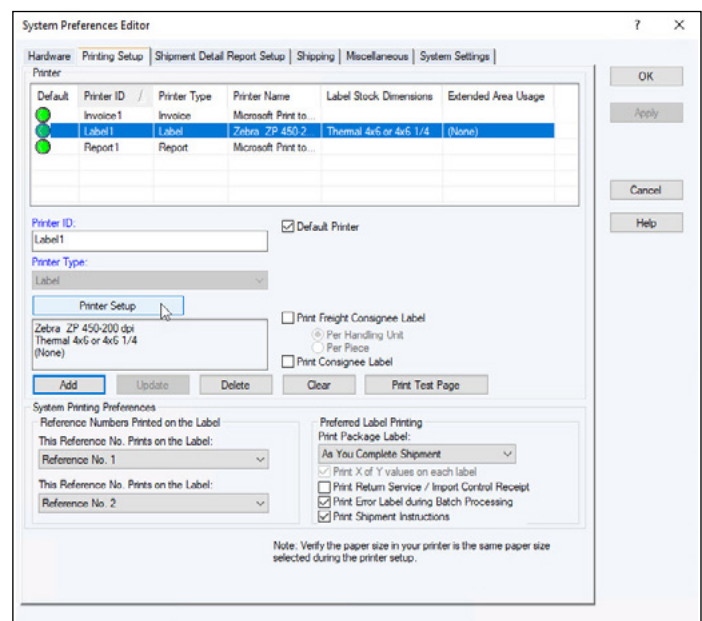 System Preferences Editor ? X
Hardware Printing Setup Shipment Detail Report Setup Shipping Miscellaneous System Settings
Printer
OK
Default Printer ID / Printer Type Printer Name Label Stock Dimensions Extended Area Usage
Apply
Invoice1 Invoice Microsoft Print to...
Label1 Label Zebra ZP 450-2... Thermal 4x6 or 4x6 1/4 (None)
Report1 Report Microsoft Print to...
Cancel
Printer ID:
Default Printer
Help
Label1
Printer Type:
Label
Printer Setup
Print Freight Consignee Label
Zebra ZP 450-200 dpi
Thermal 4x6 or 4x6 1/4
(None)
Per Handling Unit
Per Piece
Print Consignee Label
Add Update Delete Clear Print Test Page
System Printing Preferences
Reference Numbers Printed on the Label
This Reference No. Prints on the Label:
Reference No. 1
This Reference No. Prints on the Label:
Reference No. 2
Preferred Label Printing
Print Package Label:
As You Complete Shipment
Print X of Y values on each label
Print Return Service / Import Control Receipt
Print Error Label during Batch Processing
Print Shipment Instructions
Note: Verify the paper size in your printer is the same paper size
selected during the printer setup.